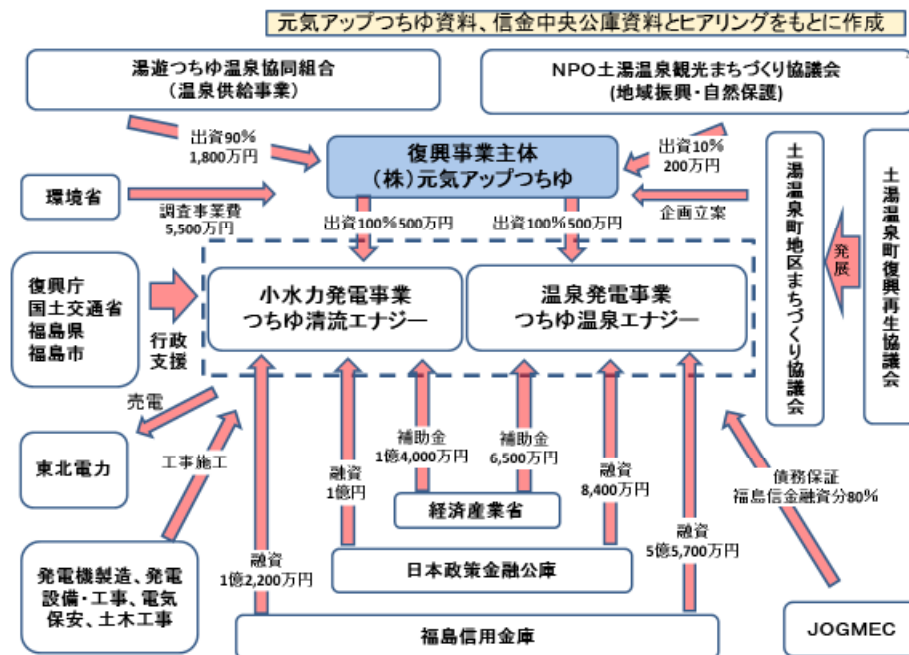 元気アップつちゆ資料、信金中央公庫資料とヒアリングをもとに作成
湯遊つちゆ温泉協同組合
（温泉供給事業）
NPO土湯温泉観光まちづくり協議会
(地域振興・自然保護)
出資90％
1,800万円
復興事業主体
（株）元気アップつちゆ
出資10％
200万円
環境省
調査事業費
5,500万円
企画立案
土湯温泉町地区まちづくり協議会
発展
土湯温泉町復興再生協議会
出資100％500万円
出資100％500万円
復興庁
国土交通省
福島県
福島市
行政
支援
小水力発電事業
つちゆ清流エナジー
温泉発電事業
つちゆ温泉エナジー
売電
東北電力
工事施工
融資
1億円
補助金
1億4,000万円
補助金
6,500万円
融資
8,400万円
債務保証
福島信金融資分80％
経済産業省
融資
1億2,200万円
融資
5億5,700万円
日本政策金融公庫
発電機製造、発電
設備・工事、電気
保安、土木工事
福島信用金庫
JOGMEC